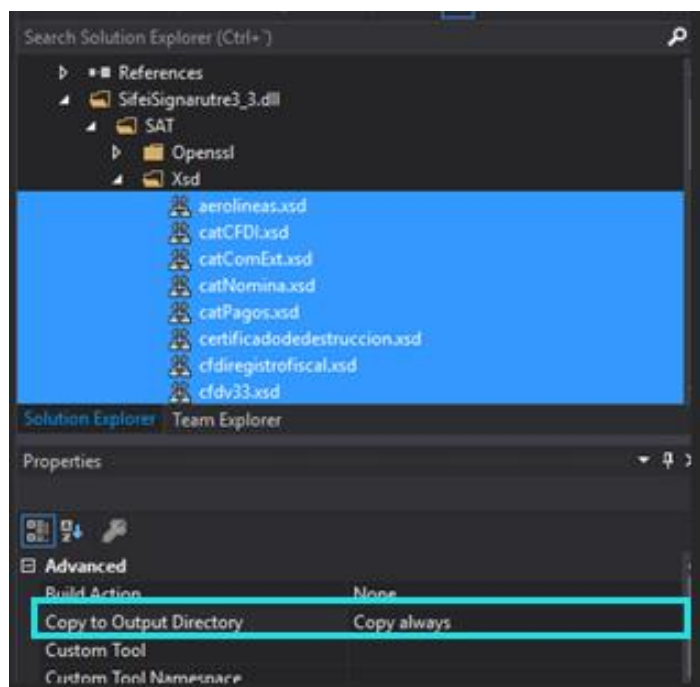 Search Solution Explorer (Ctrl+¨)
References
SifeiSignarutre3_3.dll
SAT
Openssl
Xsd
aerolineas.xsd
catCFDI.xsd
catComExt.xsd
catNomina.xsd
catPagos.xsd
certificadodedestruccion.xsd
cfdiregistrofiscal.xsd
cfdv33.xsd
Solution Explorer Team Explorer
Properties
Advanced
Build Action None
Copy to Output Directory Copy always
Custom Tool
Custom Tool Namespace